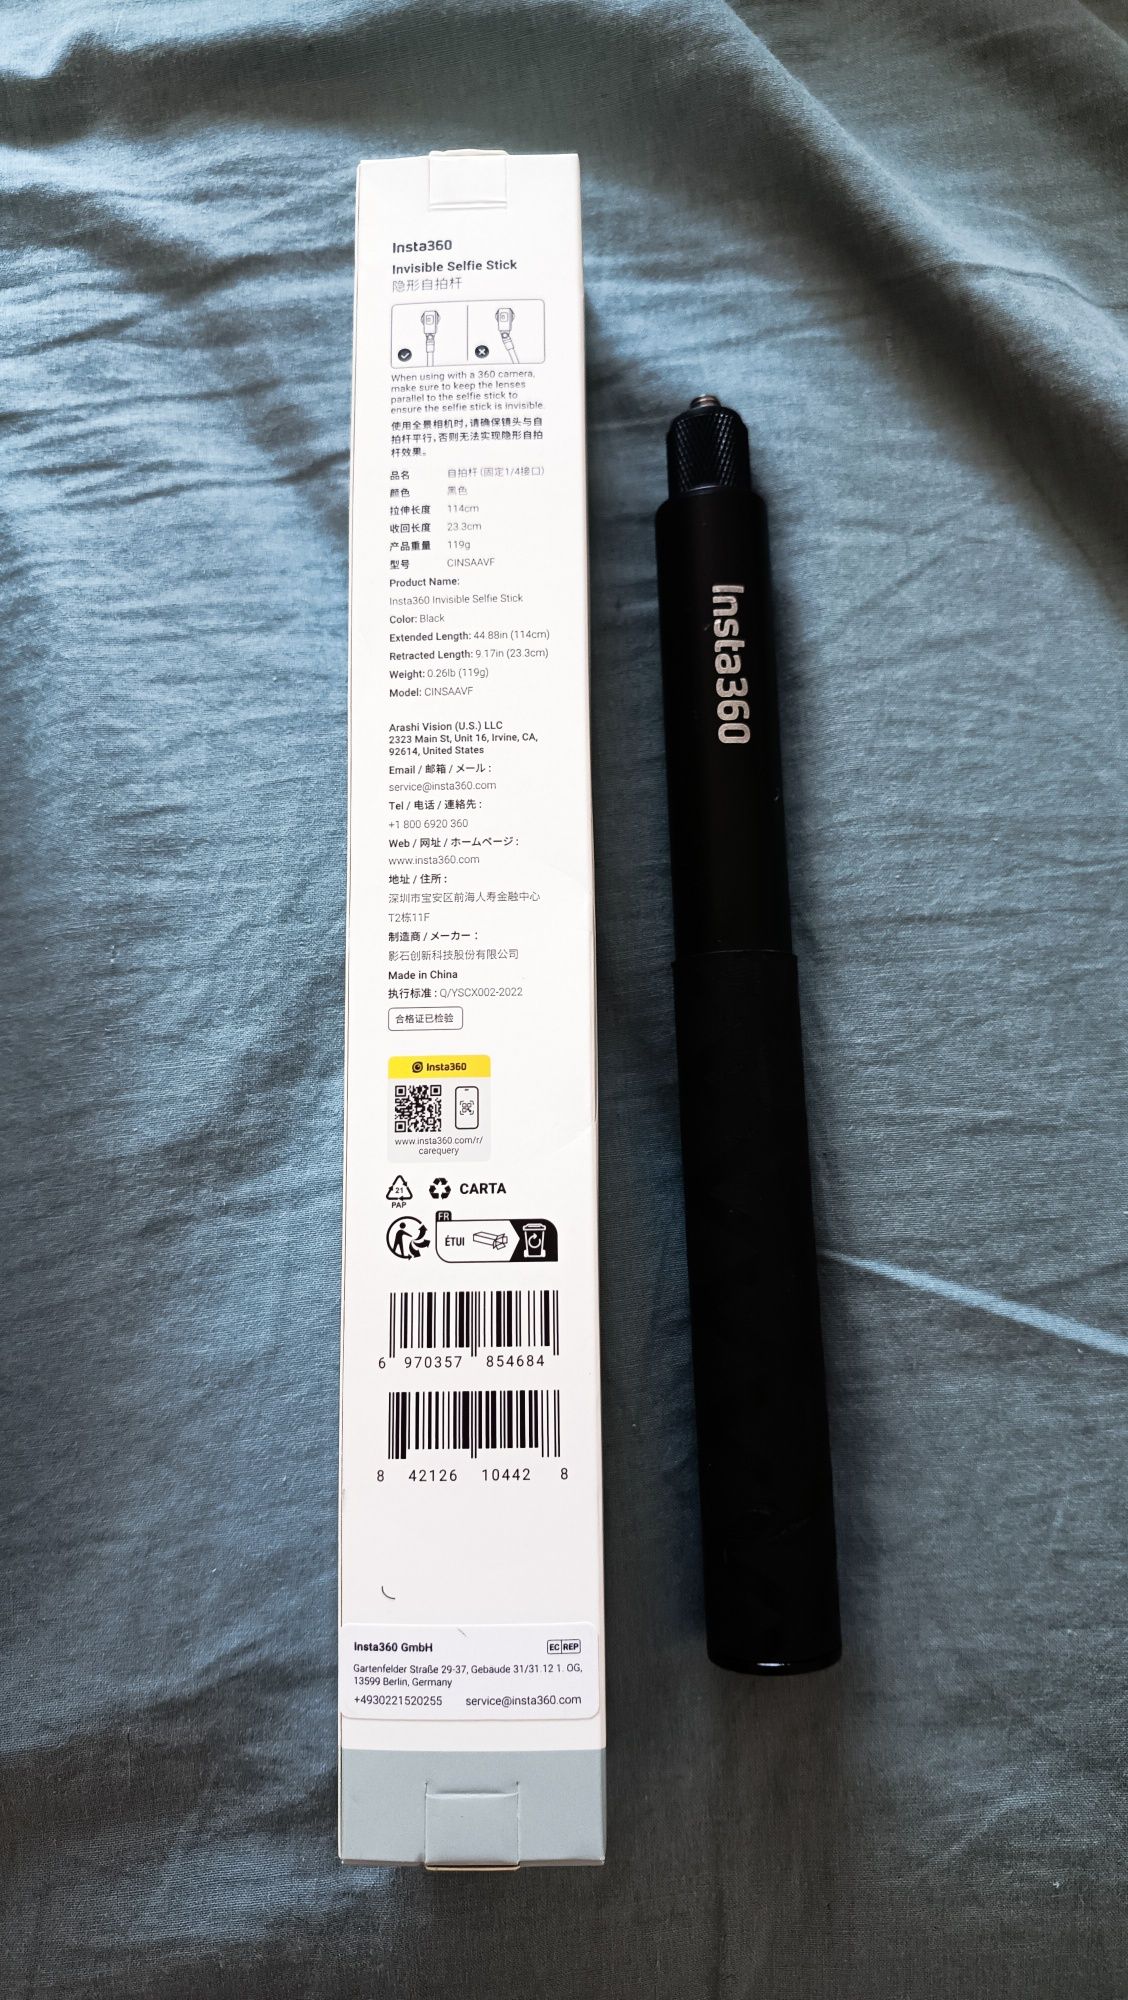 Insta360
Invisible Selfie Stick
隐形自拍杆
When using with a 360 camera,
make sure to keep the lenses
parallel to the selfie stick to
ensure the selfie stick is invisible.
使用全景相机时,请确保镜头与自
拍杆平行,否则无法实现隐形自拍
杆效果。
品名 自拍杆(固定1/4接口)
颜色 黑色
拉伸长度 114cm
收回长度 23.3cm
产品重量 119g
型号 CINSAAVF
Product Name:
Insta360 Invisible Selfie Stick
Color: Black
Extended Length: 44.88in (114cm)
Retracted Length: 9.17in (23.3cm)
Weight: 0.26lb (119g)
Model: CINSAAVF
Arashi Vision (U.S.) LLC
2323 Main St, Unit 16, Irvine, CA,
92614, United States
Email / 邮箱 / メール :
service@insta360.com
Tel / 电话 / 連絡先 :
+1 800 6920 360
Web / 网址 / ホームページ :
www.insta360.com
地址 / 住所 :
深圳市宝安区前海人寿金融中心
T2栋11F
制造商 / メーカー :
影石创新科技股份有限公司
Made in China
执行标准 : Q/YSCX002-2022
合格证已检验
Insta360
www.insta360.com/r/
carequery
21
PAP
CARTA
FR
ÉTUI
6 970357 854684
8 42126 10442 8
Insta360 GmbH
EC REP
Gartenfelder Straße 29-37, Gebäude 31/31.12 1. OG,
13599 Berlin, Germany
+4930221520255 service@insta360.com
Insta360